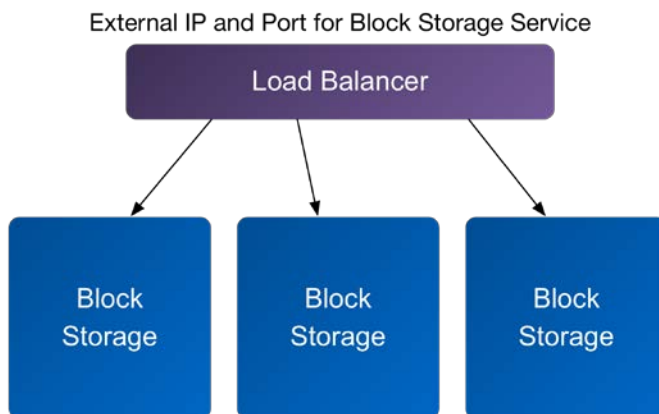 External IP and Port for Block Storage Service
Load Balancer
Block
Storage
Block
Storage
Block
Storage